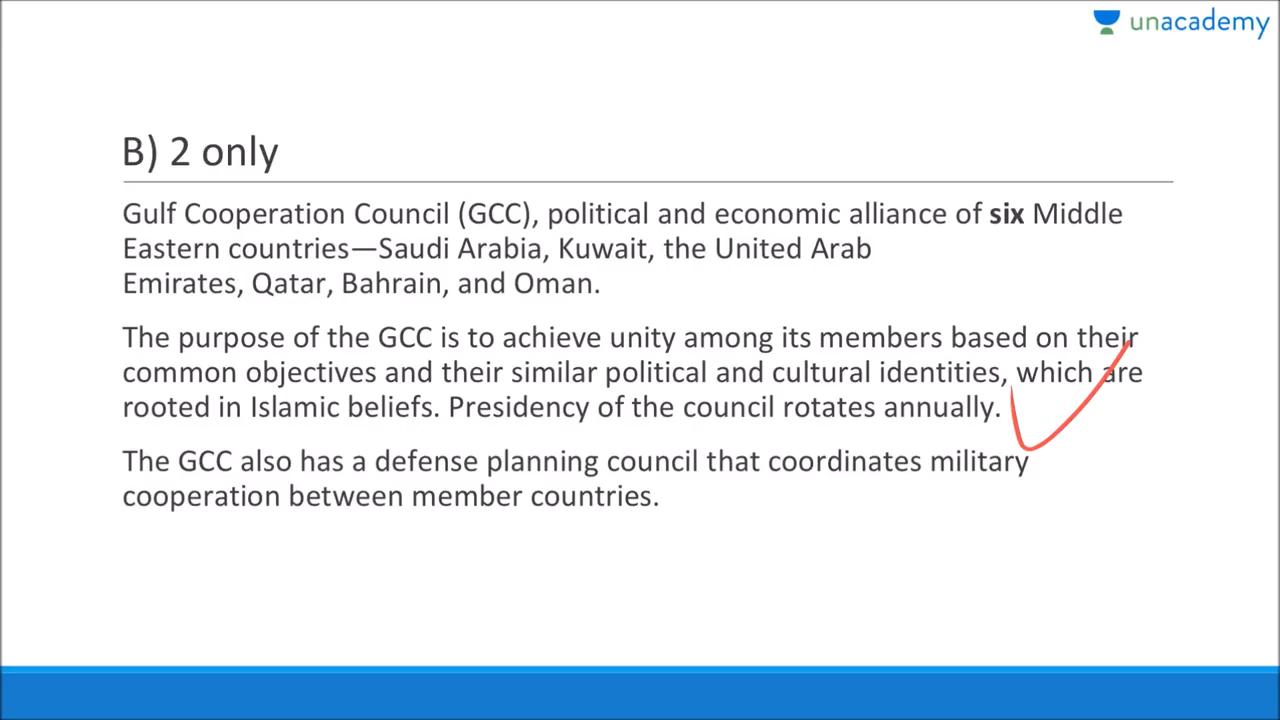 unacademy
B) 2 only
Gulf Cooperation Council (GCC), political and economic alliance of six Middle
Eastern countries—Saudi Arabia, Kuwait, the United Arab
Emirates, Qatar, Bahrain, and Oman.
The purpose of the GCC is to achieve unity among its members based on their
common objectives and their similar political and cultural identities, which are
rooted in Islamic beliefs. Presidency of the council rotates annually.
The GCC also has a defense planning council that coordinates military
cooperation between member countries.